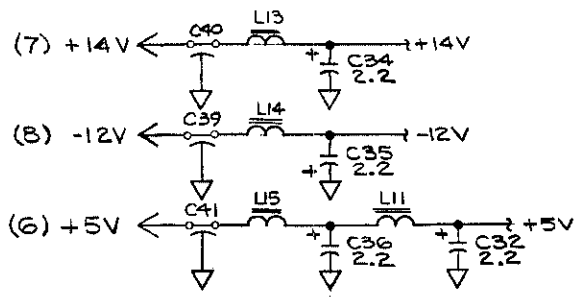 C40 L13
(7) +14V +14V
+ C34
2.2
C39 L14
(8) -12V -12V
C35
+ 2.2
C41 L15 L11
(6) +5V +5V
+ C36 + C32
2.2 2.2